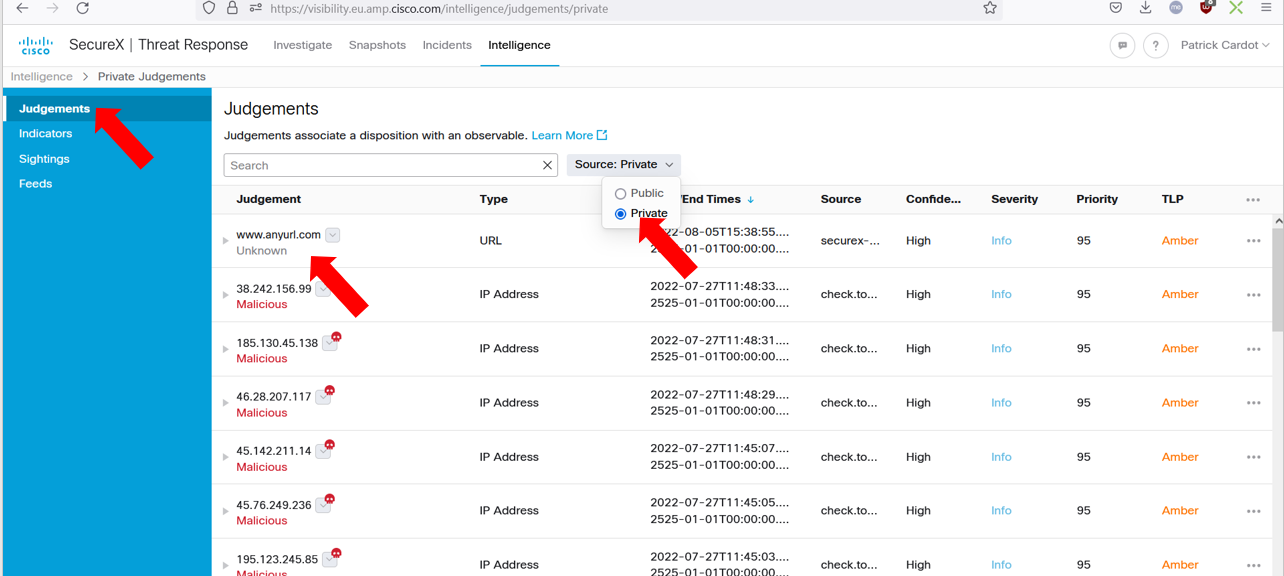 https://visibility.eu.amp.cisco.com/intelligence/judgements/private
CISCO SecureX | Threat Response Investigate Snapshots Incidents Intelligence ? Patrick Cardot
Intelligence > Private Judgements
Judgements
Indicators
Sightings
Feeds
Judgements
Judgements associate a disposition with an observable. Learn More
Search Source: Private
Public
Private
Judgement Type /End Times Source Confide... Severity Priority TLP
www.anyurl.com
Unknown
URL 22-08-05T15:38:55....
5-01-01T00:00:00....
securex-... High Info 95 Amber
38.242.156.99
Malicious
IP Address 2022-07-27T11:48:33....
2525-01-01T00:00:00....
check.to... High Info 95 Amber
185.130.45.138
Malicious
IP Address 2022-07-27T11:48:31....
2525-01-01T00:00:00....
check.to... High Info 95 Amber
46.28.207.117
Malicious
IP Address 2022-07-27T11:48:29....
2525-01-01T00:00:00....
check.to... High Info 95 Amber
45.142.211.14
Malicious
IP Address 2022-07-27T11:45:07....
2525-01-01T00:00:00....
check.to... High Info 95 Amber
45.76.249.236
Malicious
IP Address 2022-07-27T11:45:05....
2525-01-01T00:00:00....
check.to... High Info 95 Amber
195.123.245.85
Malicious
IP Address 2022-07-27T11:45:03....
2525-01-01T00:00:00....
check.to... High Info 95 Amber